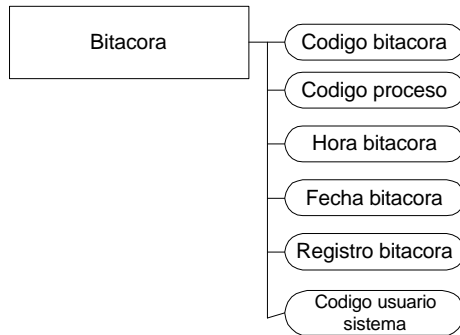 Bitacora
Codigo bitacora
Codigo proceso
Hora bitacora
Fecha bitacora
Registro bitacora
Codigo usuario
sistema